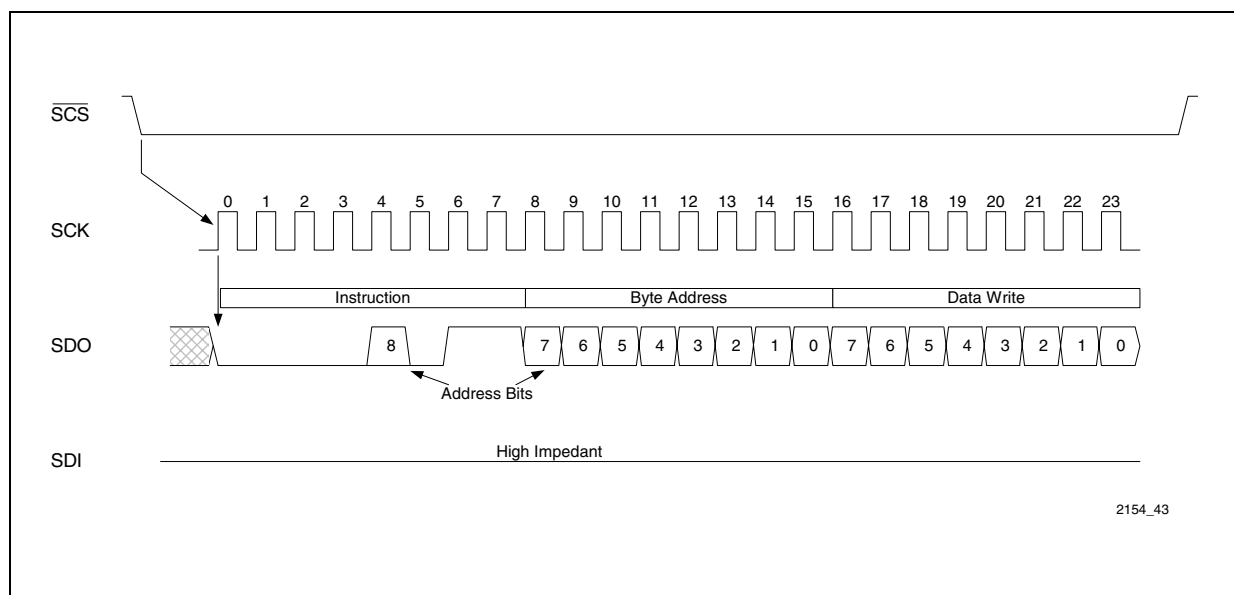 SCS
0 1 2 3 4 5 6 7 8 9 10 11 12 13 14 15 16 17 18 19 20 21 22 23
SCK
Instruction Byte Address Data Write
SDO 8 7 6 5 4 3 2 1 0 7 6 5 4 3 2 1 0
Address Bits
High Impedant
SDI
2154_43